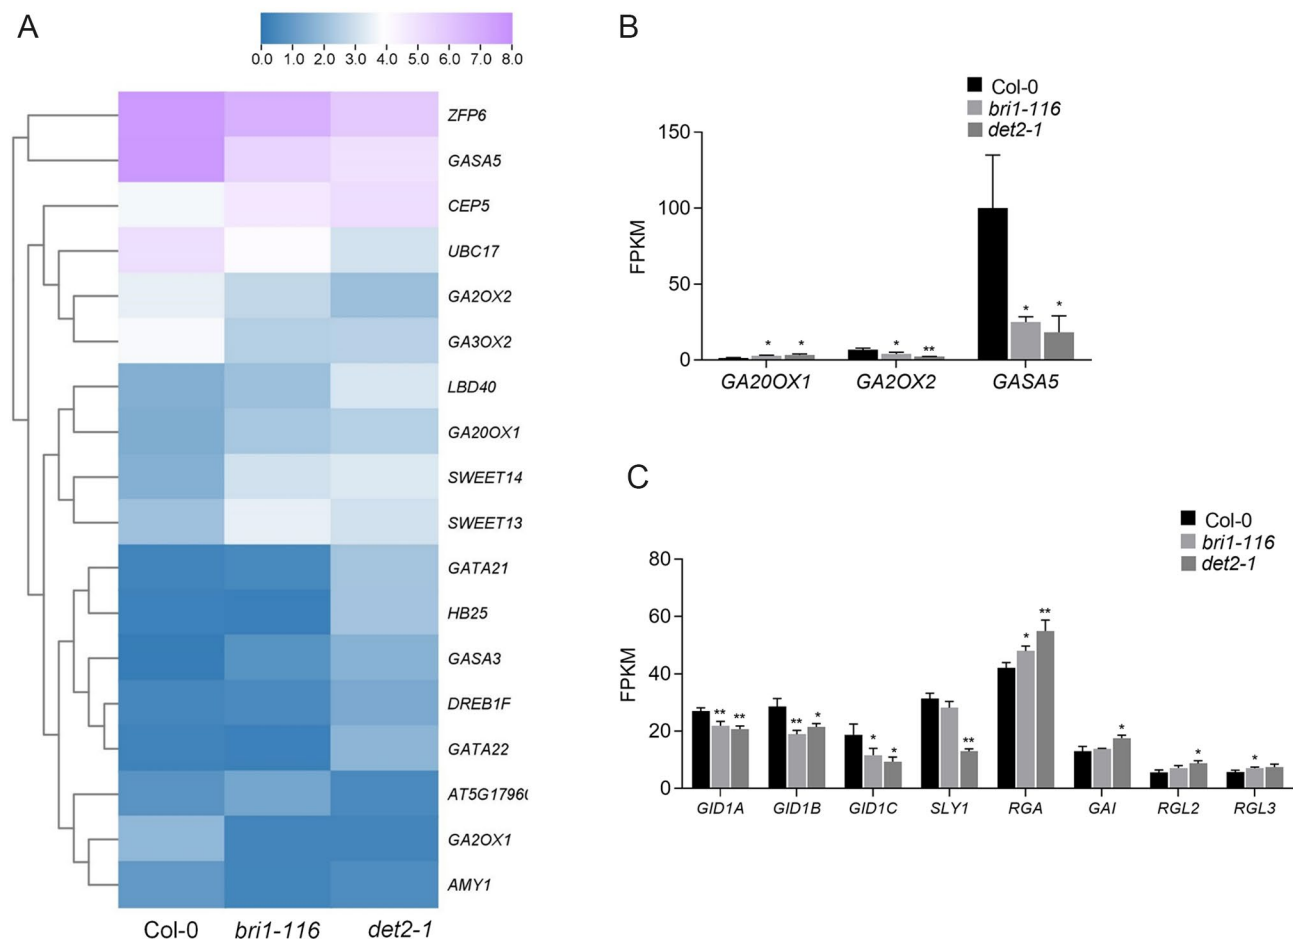 A
0.0 1.0 2.0 3.0 4.0 5.0 6.0 7.0 8.0
ZFP6
GASA5
CEP5
UBC17
GA2OX2
GA3OX2
LBD40
GA20OX1
SWEET14
SWEET13
GATA21
HB25
GASA3
DREB1F
GATA22
AT5G1796(
GA2OX1
AMY1
Col-0 bri1-116 det2-1
B
Col-0
bri1-116
det2-1
FPKM
150
100
50
0
* *
* **
* *
GA20OX1 GA2OX2 GASA5
C
Col-0
bri1-116
det2-1
FPKM
80
60
40
20
0
** **
** *
* *
**
* **
*
*
*
GID1A GID1B GID1C SLY1 RGA GAI RGL2 RGL3